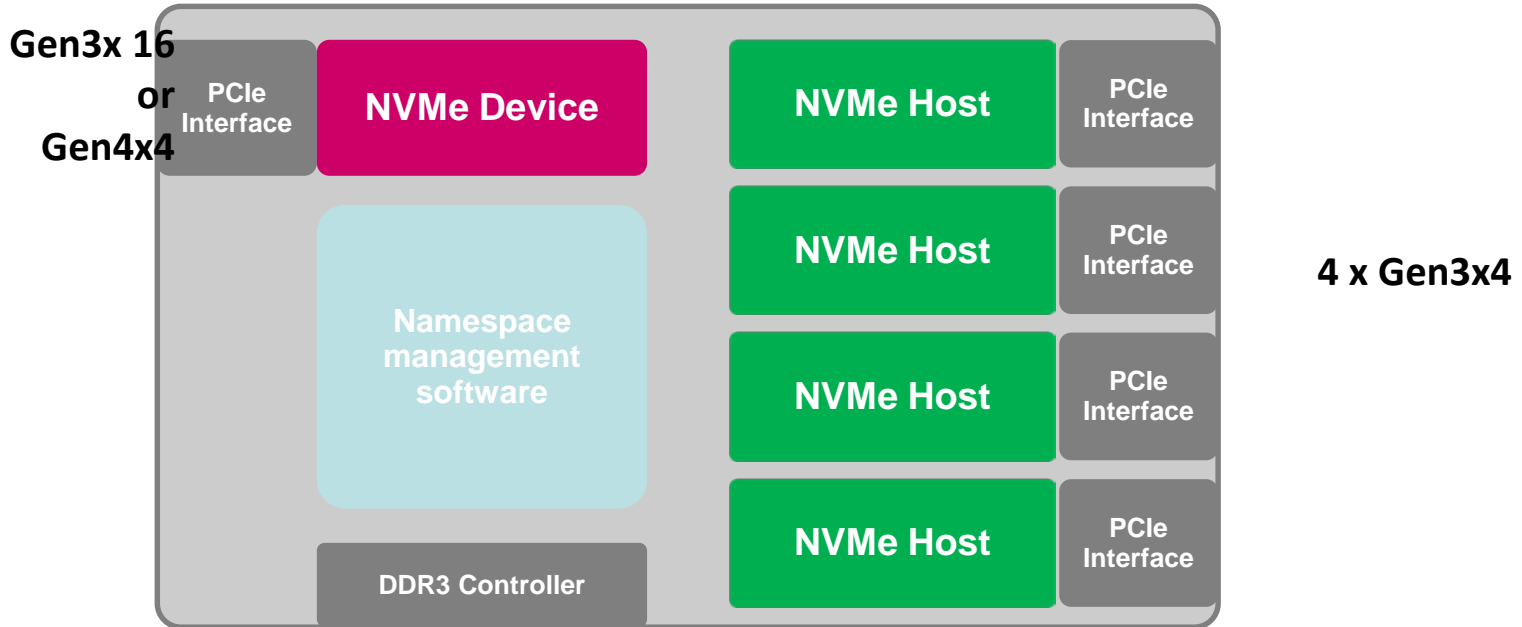 Gen3x 16
or
Gen4x4
PCIe
Interface
NVMe Device
Namespace
management
software
DDR3 Controller
NVMe Host
PCIe
Interface
NVMe Host
PCIe
Interface
NVMe Host
PCIe
Interface
NVMe Host
PCIe
Interface
4 x Gen3x4